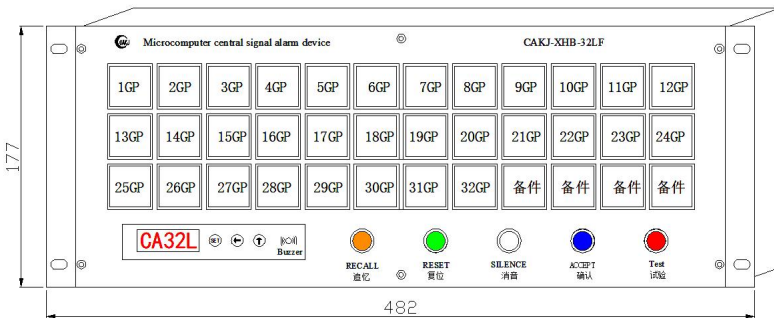 Microcomputer central signal alarm device CAKJ-XHB-32LF
1GP 2GP 3GP 4GP 5GP 6GP 7GP 8GP 9GP 10GP 11GP 12GP
13GP 14GP 15GP 16GP 17GP 18GP 19GP 20GP 21GP 22GP 23GP 24GP
25GP 26GP 27GP 28GP 29GP 30GP 31GP 32GP 备件 备件 备件 备件
177
CA32L SET
Buzzer
RECALL RESET SILENCE ACCEPT Test
追忆 复位 消音 确认 试验
482